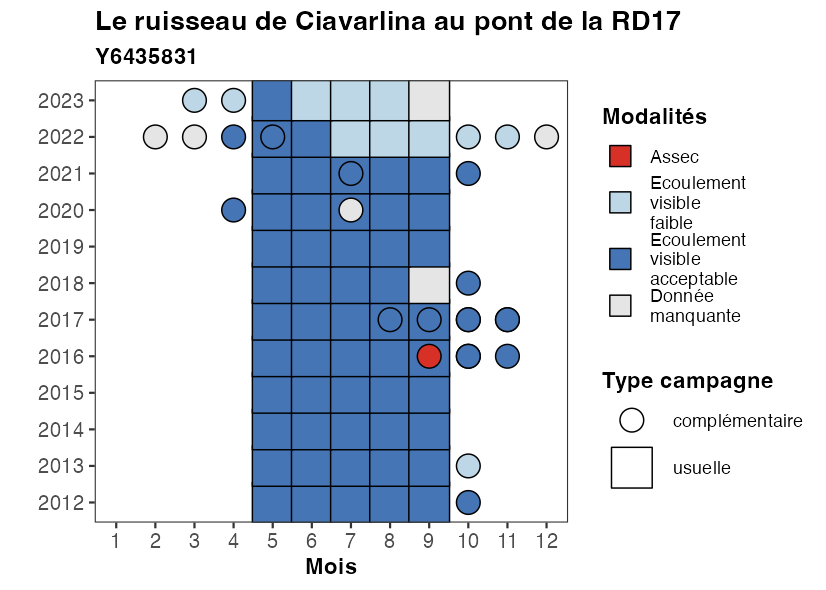 Le ruisseau de Ciavarlina au pont de la RD17
Y6435831
2023
2022
2021
2020
2019
2018
2017
2016
2015
2014
2013
2012
1 2 3 4 5 6 7 8 9 10 11 12
Mois
Modalités
Assec
Ecoulement
visible
faible
Ecoulement
visible
acceptable
Donnée
manquante
Type campagne
complémentaire
usuelle